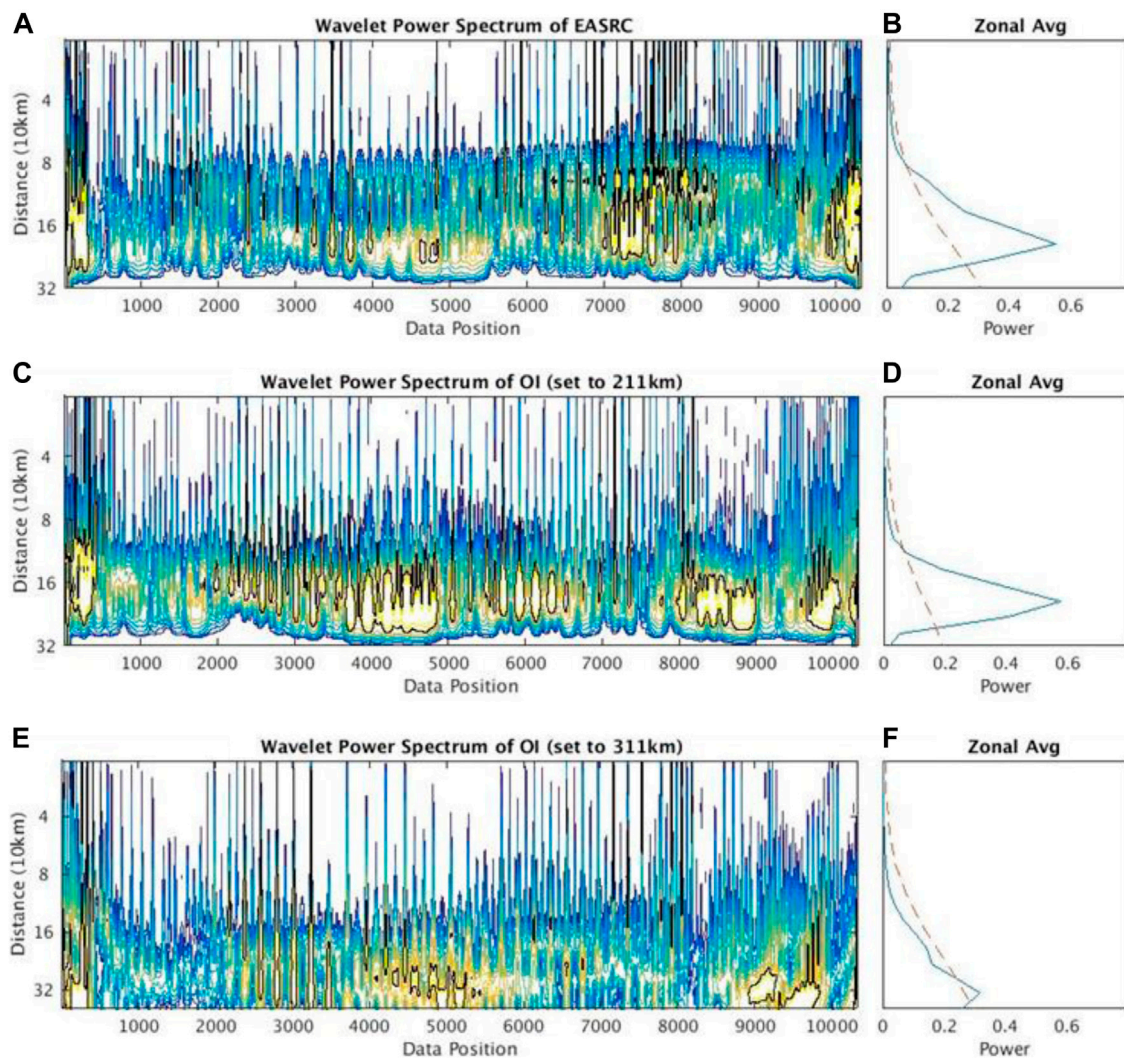 A
Wavelet Power Spectrum of EASRC
B
Zonal Avg
Distance (10km)
4
8
16
32
1000 2000 3000 4000 5000 6000 7000 8000 9000 10000
Data Position
0 0.2 0.4 0.6
Power
C
Wavelet Power Spectrum of OI (set to 211km)
D
Zonal Avg
Distance (10km)
4
8
16
32
1000 2000 3000 4000 5000 6000 7000 8000 9000 10000
Data Position
0 0.2 0.4 0.6
Power
E
Wavelet Power Spectrum of OI (set to 311km)
F
Zonal Avg
Distance (10km)
4
8
16
32
1000 2000 3000 4000 5000 6000 7000 8000 9000 10000
Data Position
0 0.2 0.4 0.6
Power